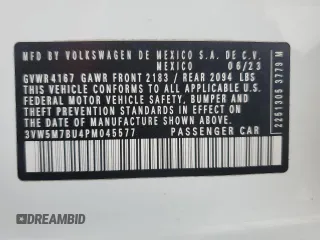 MFD BY VOLKSWAGEN DE MEXICO S.A. DE C.V.
MEXICO 06/23
GVWR 4167 GAWR FRONT 2183 / REAR 2094 LBS
THIS VEHICLE CONFORMS TO ALL APPLICABLE U.S.
FEDERAL MOTOR VEHICLE SAFETY, BUMPER AND
THEFT PREVENTION STANDARDS IN EFFECT ON THE
DATE OF MANUFACTURE SHOWN ABOVE.
3VW5M7BU4PM045577 PASSENGER CAR
2251305 3779 M
DREAMBID